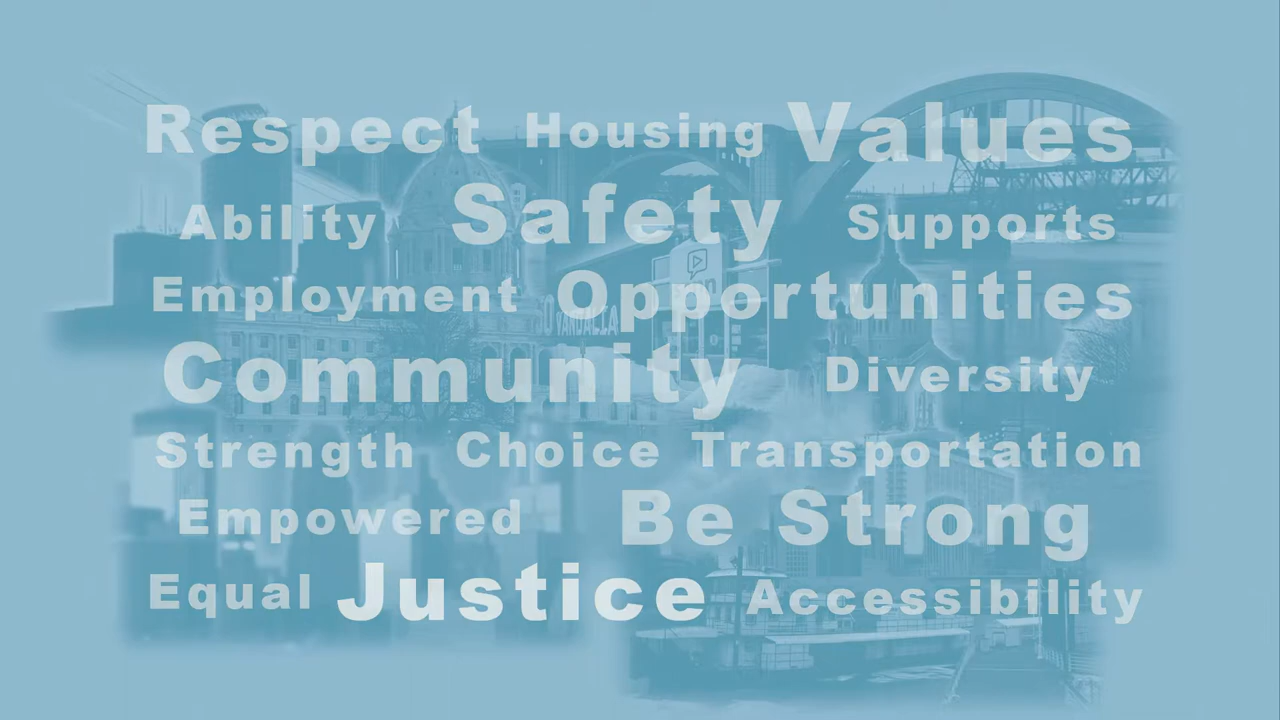 Respect Housing Values
Ability Safety Supports
Employment Opportunities
VANDALIA
Community Diversity
Strength Choice Transportation
Empowered Be Strong
Equal Justice Accessibility